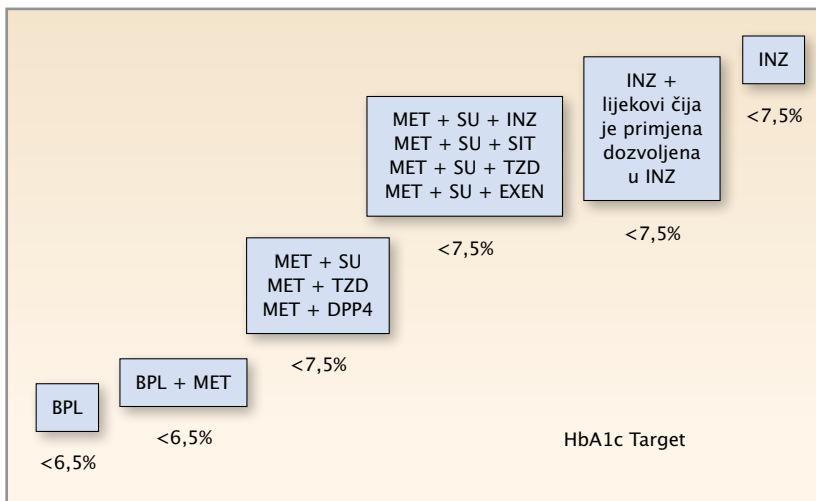 BPL
<6,5%
BPL + MET
<6,5%
MET + SU
MET + TZD
MET + DPP4
<7,5%
MET + SU + INZ
MET + SU + SIT
MET + SU + TZD
MET + SU + EXEN
<7,5%
INZ +
lijekovi čija
je primjena
dozvoljena
u INZ
<7,5%
INZ
<7,5%
HbA1c Target